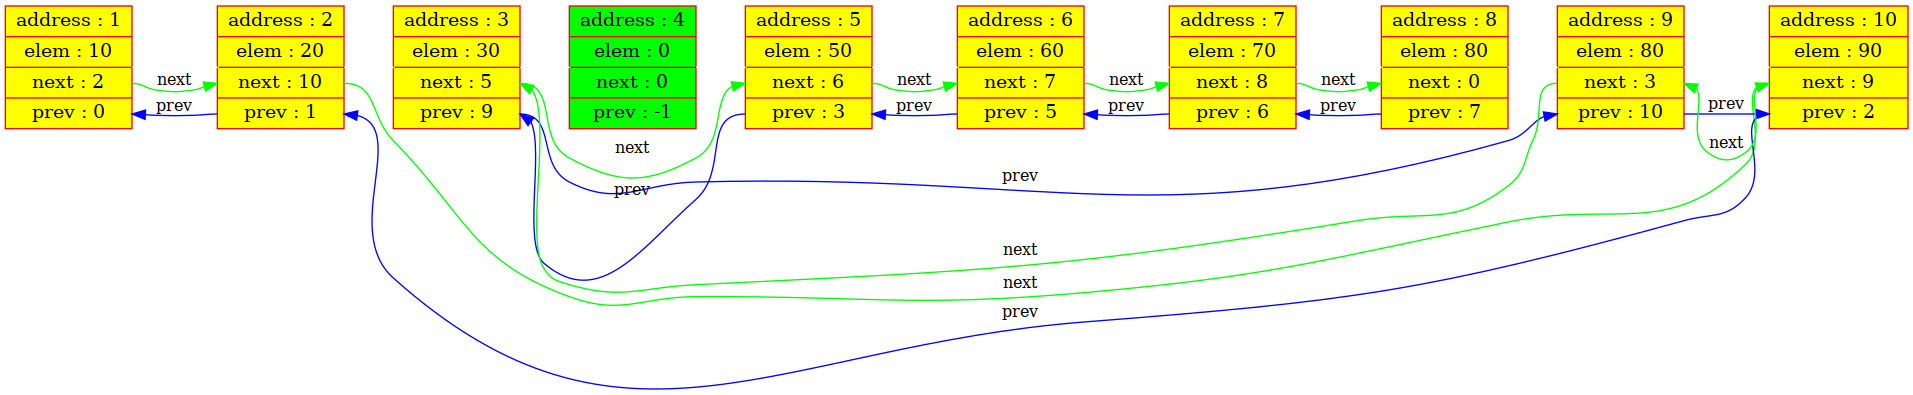 address : 1
elem : 10
next : 2
prev : 0
address : 2
elem : 20
next : 10
prev : 1
address : 3
elem : 30
next : 5
prev : 9
address : 4
elem : 0
next : 0
prev : -1
address : 5
elem : 50
next : 6
prev : 3
address : 6
elem : 60
next : 7
prev : 5
address : 7
elem : 70
next : 8
prev : 6
address : 8
elem : 80
next : 0
prev : 7
address : 9
elem : 80
next : 3
prev : 10
address : 10
elem : 90
next : 9
prev : 2
next
prev
next
prev
next
prev
next
prev
prev
next
next
prev
prev
next
next
prev